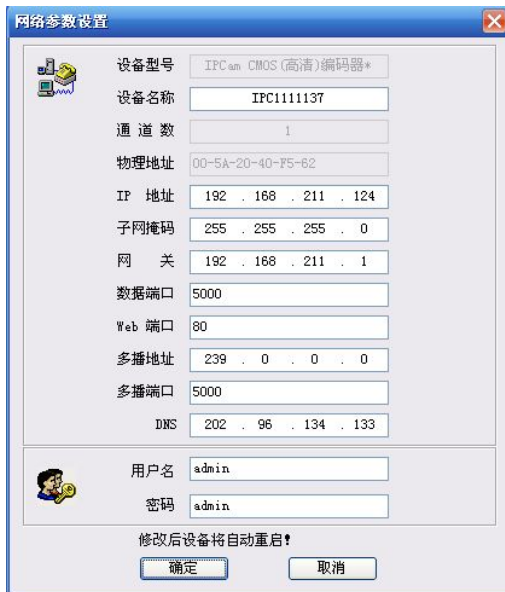 网络参数设置
设备型号 IPCam CMOS(高清)编码器*
设备名称 IPC1111137
通 道 数 1
物理地址 00-5A-20-40-F5-62
IP 地址 192 . 168 . 211 . 124
子网掩码 255 . 255 . 255 . 0
网 关 192 . 168 . 211 . 1
数据端口 5000
Web 端口 80
多播地址 239 . 0 . 0 . 0
多播端口 5000
DNS 202 . 96 . 134 . 133
用户名 admin
密码 admin
修改后设备将自动重启!
确定 取消